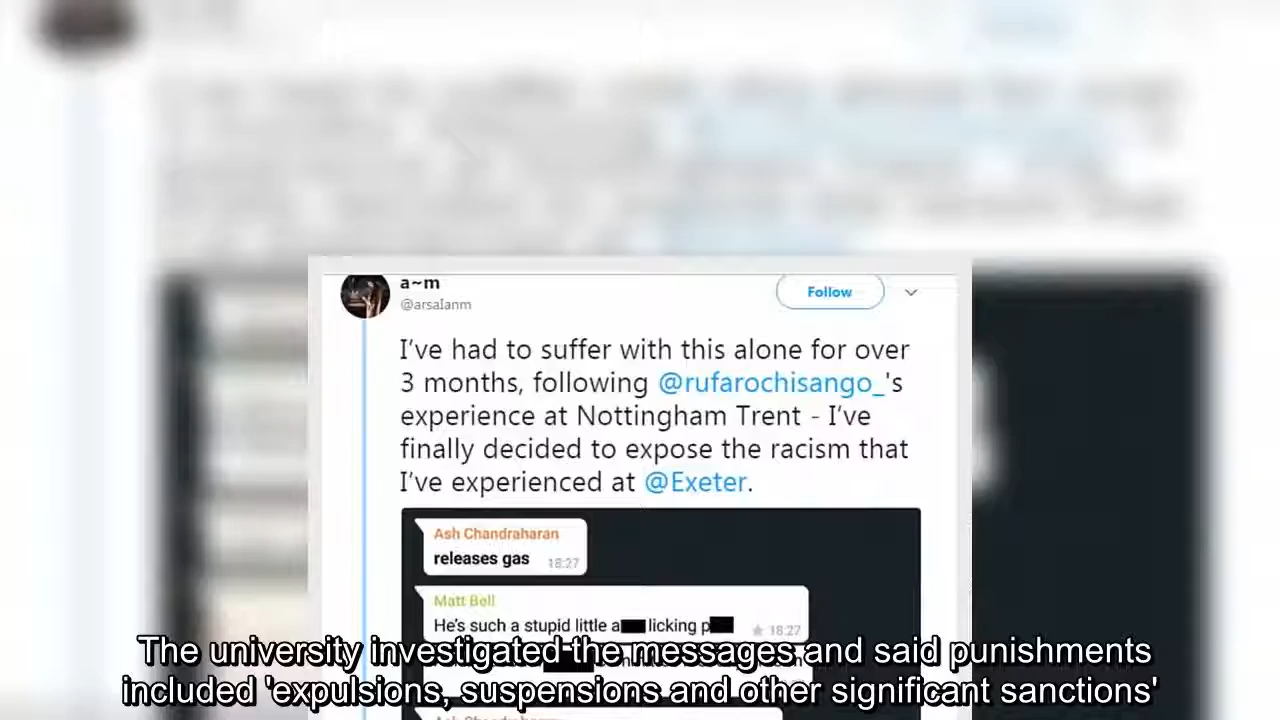 a~m
@arsalanm
Follow
I've had to suffer with this alone for over
3 months, following @rufarochisango_'s
experience at Nottingham Trent - I've
finally decided to expose the racism that
I've experienced at @Exeter.
Ash Chandraharan
releases gas 18:27
Matt Bell
He's such a stupid little a licking p 18:27
The university investigated the messages and said punishments
included 'expulsions, suspensions and other significant sanctions'